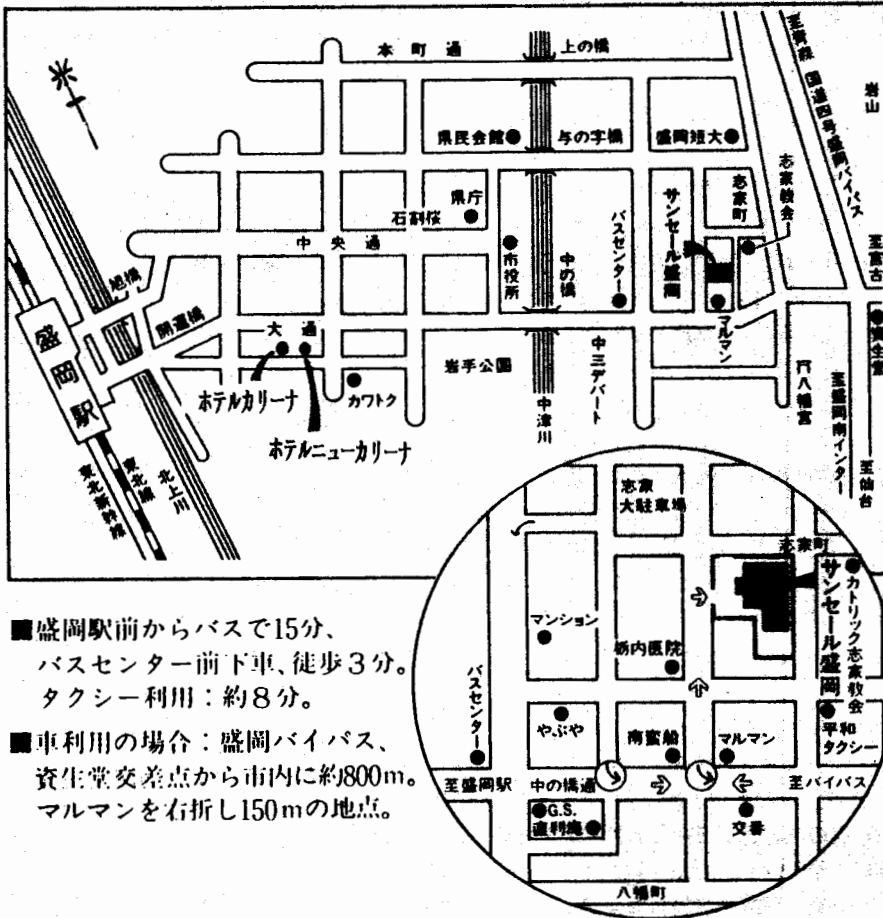 本町通
上の橋
至青森 国道四号盛岡バイパス
岩山
県民会館
与の字橋
盛岡短大
志家教会
志家町
県庁
石割桜
サンセール盛岡
バスセンター
中央通
市役所
中の橋
至宮古
旭橋
開運橋
大通
マルマン
資生堂
盛岡駅
岩手公園
中三デパート
八幡宮
至盛岡南インター
ホテルカリーナ
カワトク
ホテルニューカリーナ
中津川
至仙台
東北新幹線
東北線
北上川
志家
大駐車場
志家町
サンセール盛岡
カトリック志家教会
マンション
栃内医院
バスセンター
やぶや
南蛮船
マルマン
平和
タクシー
至盛岡駅
中の橋通
至バイパス
G.S.
直利庵
交番
八幡町
■盛岡駅前からバスで15分、
バスセンター前下車、徒歩3分。
タクシー利用：約8分。
■車利用の場合：盛岡バイパス、
資生堂交差点から市内に約800m。
マルマンを右折し150mの地点。